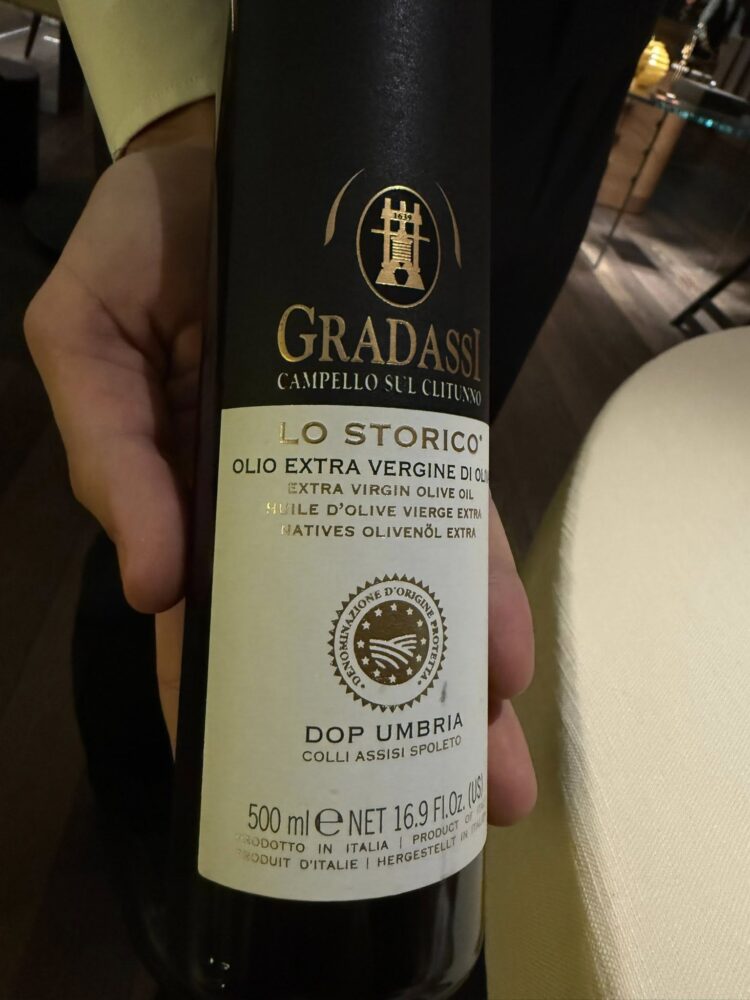 1639
GRADASSI
CAMPELLO SUL CLITUNNO
LO STORICO®
OLIO EXTRA VERGINE DI OLI
EXTRA VIRGIN OLIVE OIL
HUILE D'OLIVE VIERGE EXTRA
NATIVES OLIVENÖL EXTRA
DENOMINAZIONE D'ORIGINE PROTETTA
DOP UMBRIA
COLLI ASSISI SPOLETO
500 ml e NET 16.9 Fl.Oz. (US)
PRODOTTO IN ITALIA | PRODUCT OF ITA
PRODUIT D'ITALIE | HERGESTELLT IN ITALIEN